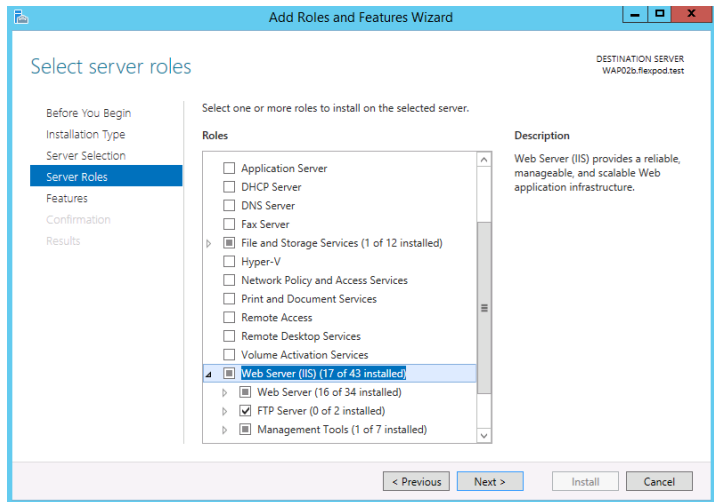 Add Roles and Features Wizard
Select server roles
DESTINATION SERVER
WAP02b.flexpod.test
Before You Begin
Installation Type
Server Selection
Server Roles
Features
Confirmation
Results
Select one or more roles to install on the selected server.
Roles
Application Server
DHCP Server
DNS Server
Fax Server
File and Storage Services (1 of 12 installed)
Hyper-V
Network Policy and Access Services
Print and Document Services
Remote Access
Remote Desktop Services
Volume Activation Services
Web Server (IIS) (17 of 43 installed)
Web Server (16 of 34 installed)
FTP Server (0 of 2 installed)
Management Tools (1 of 7 installed)
Description
Web Server (IIS) provides a reliable,
manageable, and scalable Web
application infrastructure.
< Previous
Next >
Install
Cancel